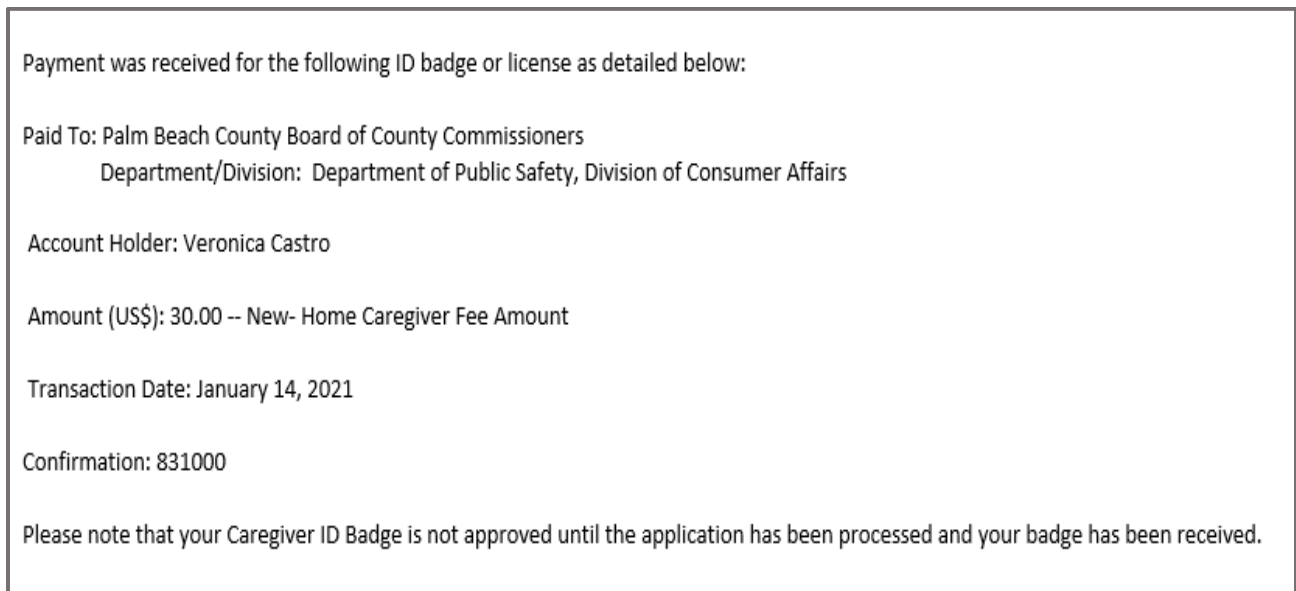 Payment was received for the following ID badge or license as detailed below:
Paid To: Palm Beach County Board of County Commissioners
Department/Division:  Department of Public Safety, Division of Consumer Affairs
Account Holder: Veronica Castro
Amount (US$): 30.00 -- New- Home Caregiver Fee Amount
Transaction Date: January 14, 2021
Confirmation: 831000
Please note that your Caregiver ID Badge is not approved until the application has been processed and your badge has been received.